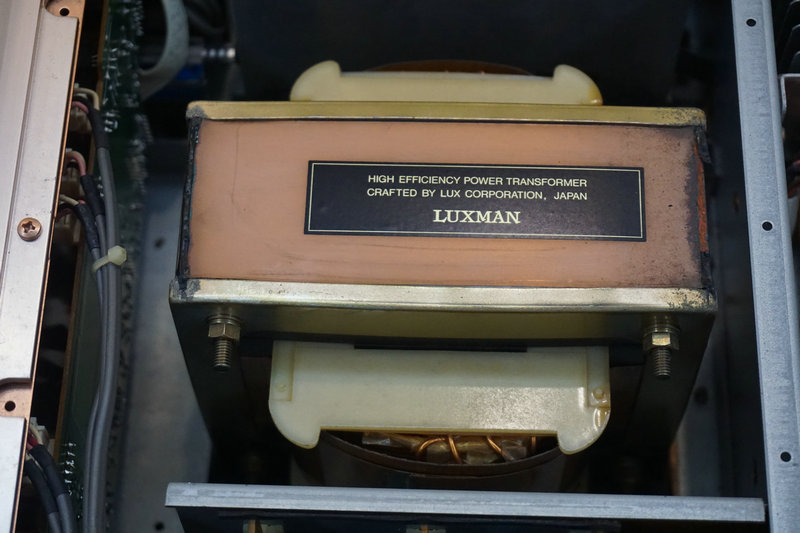 HIGH EFFICIENCY POWER TRANSFORMER
CRAFTED BY LUX CORPORATION, JAPAN
LUXMAN